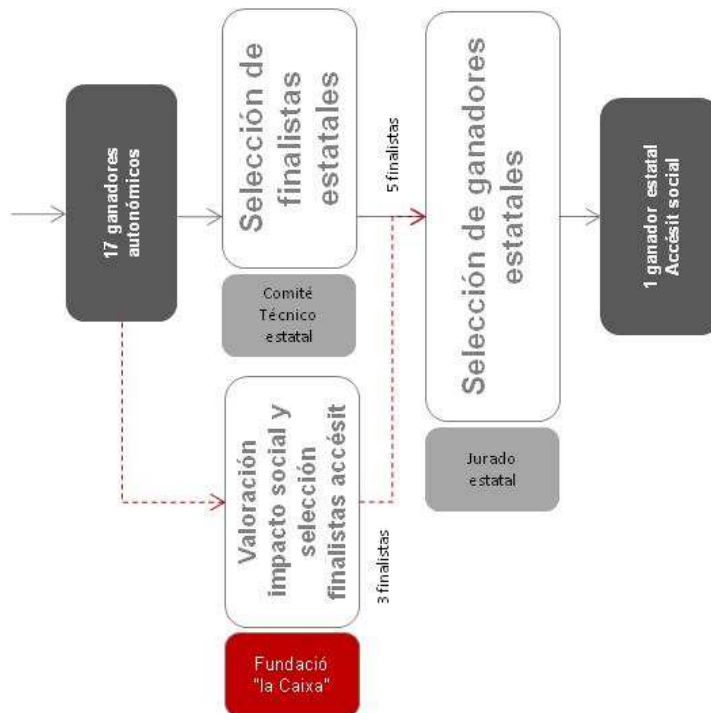 17 ganadores
autonómicos
Selección de
finalistas
estatales
Comité
Técnico
estatal
5 finalistas
Valoración
impacto social y
selección
finalistas accésit
Fundació
"la Caixa"
3 finalistas
Selección de ganadores
estatales
Jurado
estatal
1 ganador estatal
Accésit social